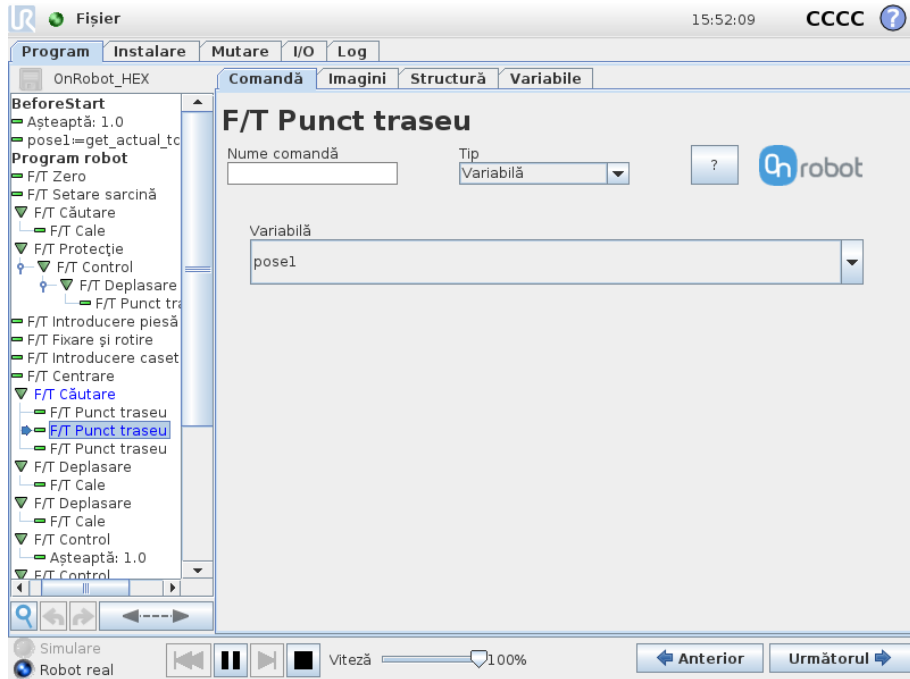 Fișier
15:52:09
CCCC
?
Program
Instalare
Mutare
I/O
Log
OnRobot_HEX
Comandă
Imagini
Structură
Variabile
BeforeStart
Așteaptă: 1.0
pose1≔get_actual_tc
Program robot
F/T Zero
F/T Setare sarcină
F/T Căutare
F/T Cale
F/T Protecție
F/T Control
F/T Deplasare
F/T Punct tra
F/T Introducere piesă
F/T Fixare și rotire
F/T Introducere caset
F/T Centrare
F/T Căutare
F/T Punct traseu
F/T Punct traseu
F/T Punct traseu
F/T Deplasare
F/T Cale
F/T Deplasare
F/T Cale
F/T Control
Așteaptă: 1.0
F/T Control
F/T Punct traseu
Nume comandă
Tip
Variabilă
?
On robot
Variabilă
pose1
Simulare
Robot real
Viteză
100%
Anterior
Următorul